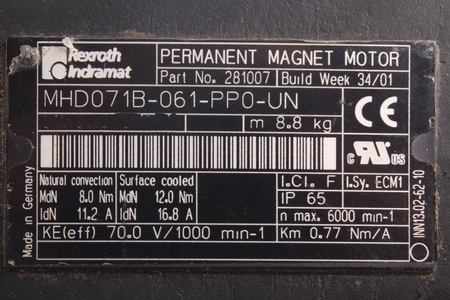 Rexroth
Indramat
PERMANENT MAGNET MOTOR
Part No. 281007 Build Week 34/01
MHD071B-061-PP0-UN
m 8.8 kg
CE
c RU US
Natural convection Surface cooled I.Cl. F I.Sy. ECM1
MdN 8.0 Nm MdN 12.0 Nm IP 65
IdN 11.2 A IdN 16.8 A n max. 6000 min-1
KE(eff) 70.0 V/1000 min-1 Km 0.77 Nm/A
Made in Germany
INN13.02-62-10